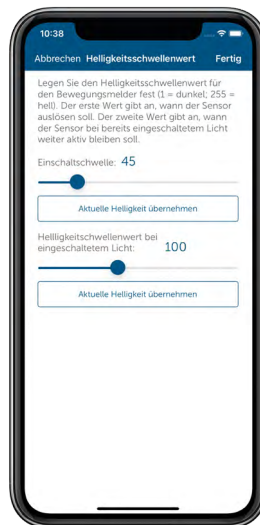 10:38
Abbrechen Helligkeitsschwellenwert Fertig
Legen Sie den Helligkeitsschwellenwert für
den Bewegungsmelder fest (1 = dunkel; 255 =
hell). Der erste Wert gibt an, wann der Sensor
auslösen soll. Der zweite Wert gibt an, wann
der Sensor bei bereits eingeschaltetem Licht
weiter aktiv bleiben soll.
Einschaltschwelle: 45
Aktuelle Helligkeit übernehmen
Hellligkeitschwellenwert bei
eingeschaltetem Licht: 100
Aktuelle Helligkeit übernehmen